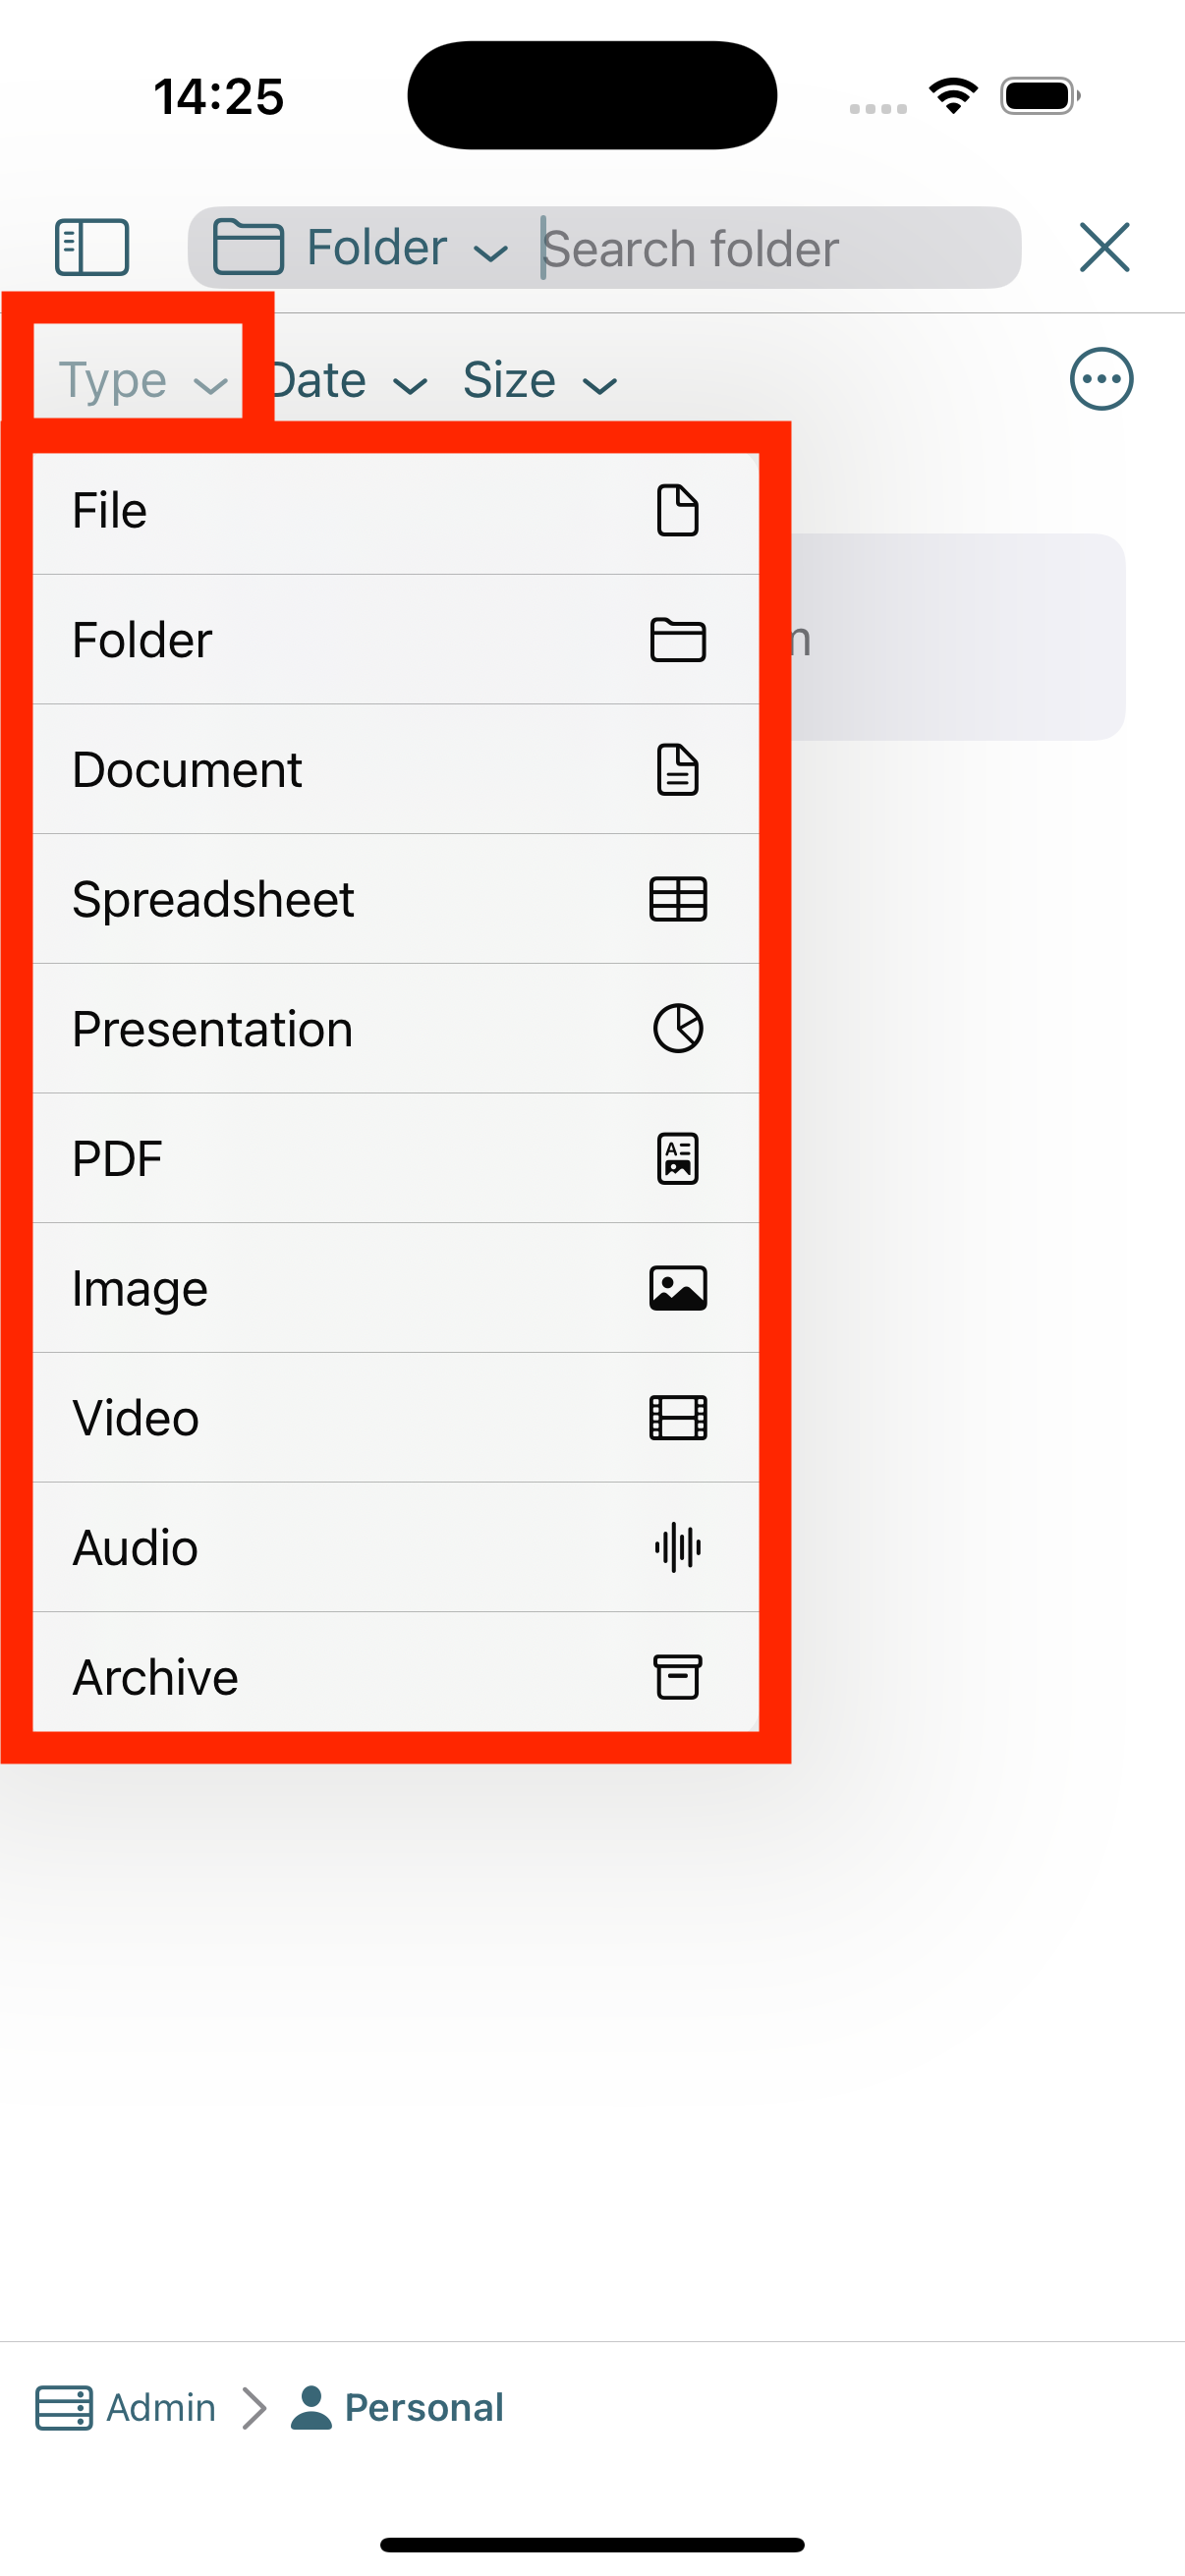 14:25
Folder Search folder
Type Date Size
File
Folder
Document
Spreadsheet
Presentation
PDF
Image
Video
Audio
Archive
Admin Personal